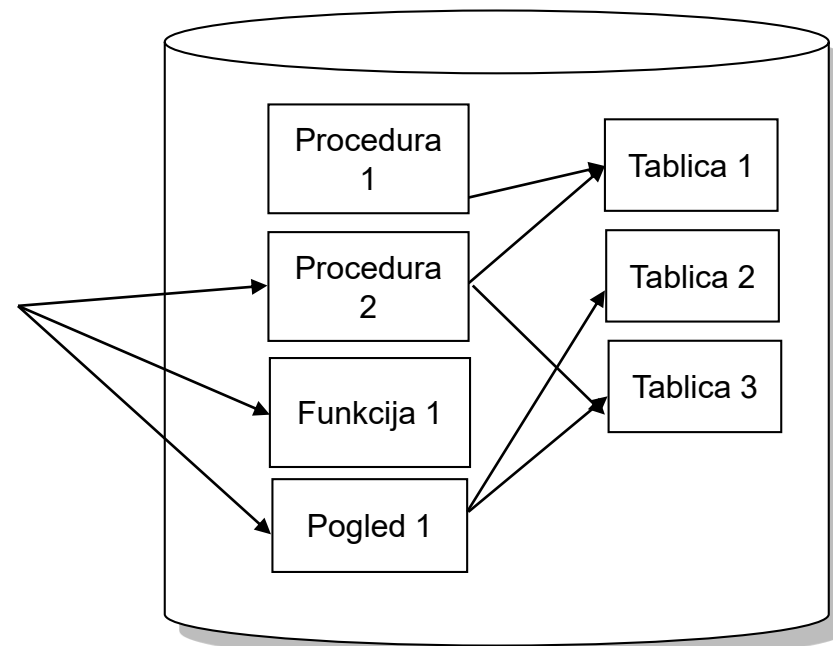 Procedura
1
Tablica 1
Procedura
2
Tablica 2
Funkcija 1
Tablica 3
Pogled 1